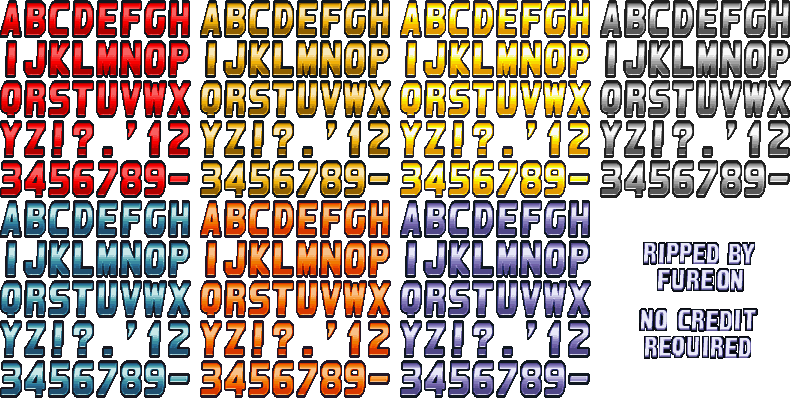 ABCDEFGH
IJKLMNOP
QRSTUVWX
YZ!?.'12
3456789-
ABCDEFGH
IJKLMNOP
QRSTUVWX
YZ!?.'12
3456789-
ABCDEFGH
IJKLMNOP
QRSTUVWX
YZ!?.'12
3456789-
ABCDEFGH
IJKLMNOP
QRSTUVWX
YZ!?.'12
3456789-
ABCDEFGH
IJKLMNOP
QRSTUVWX
YZ!?.'12
3456789-
ABCDEFGH
IJKLMNOP
QRSTUVWX
YZ!?.'12
3456789-
ABCDEFGH
IJKLMNOP
QRSTUVWX
YZ!?.'12
3456789-
RIPPED BY
FUREON
NO CREDIT
REQUIRED